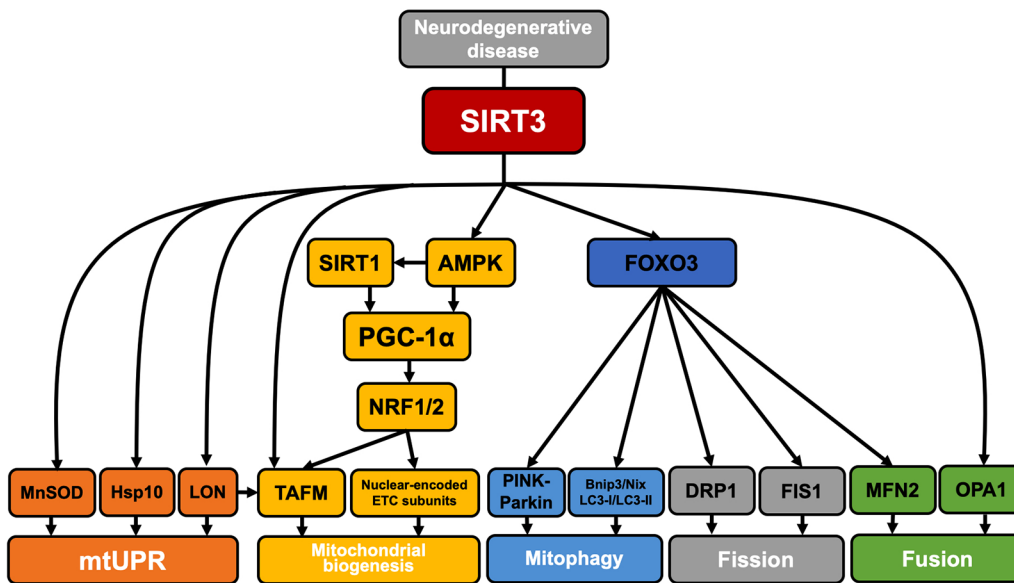 Neurodegenerative
disease
SIRT3
SIRT1
AMPK
FOXO3
PGC-1α
NRF1/2
MnSOD
Hsp10
LON
TAFM
Nuclear-encoded
ETC subunits
PINK-
Parkin
Bnip3/Nix
LC3-I/LC3-II
DRP1
FIS1
MFN2
OPA1
mtUPR
Mitochondrial
biogenesis
Mitophagy
Fission
Fusion